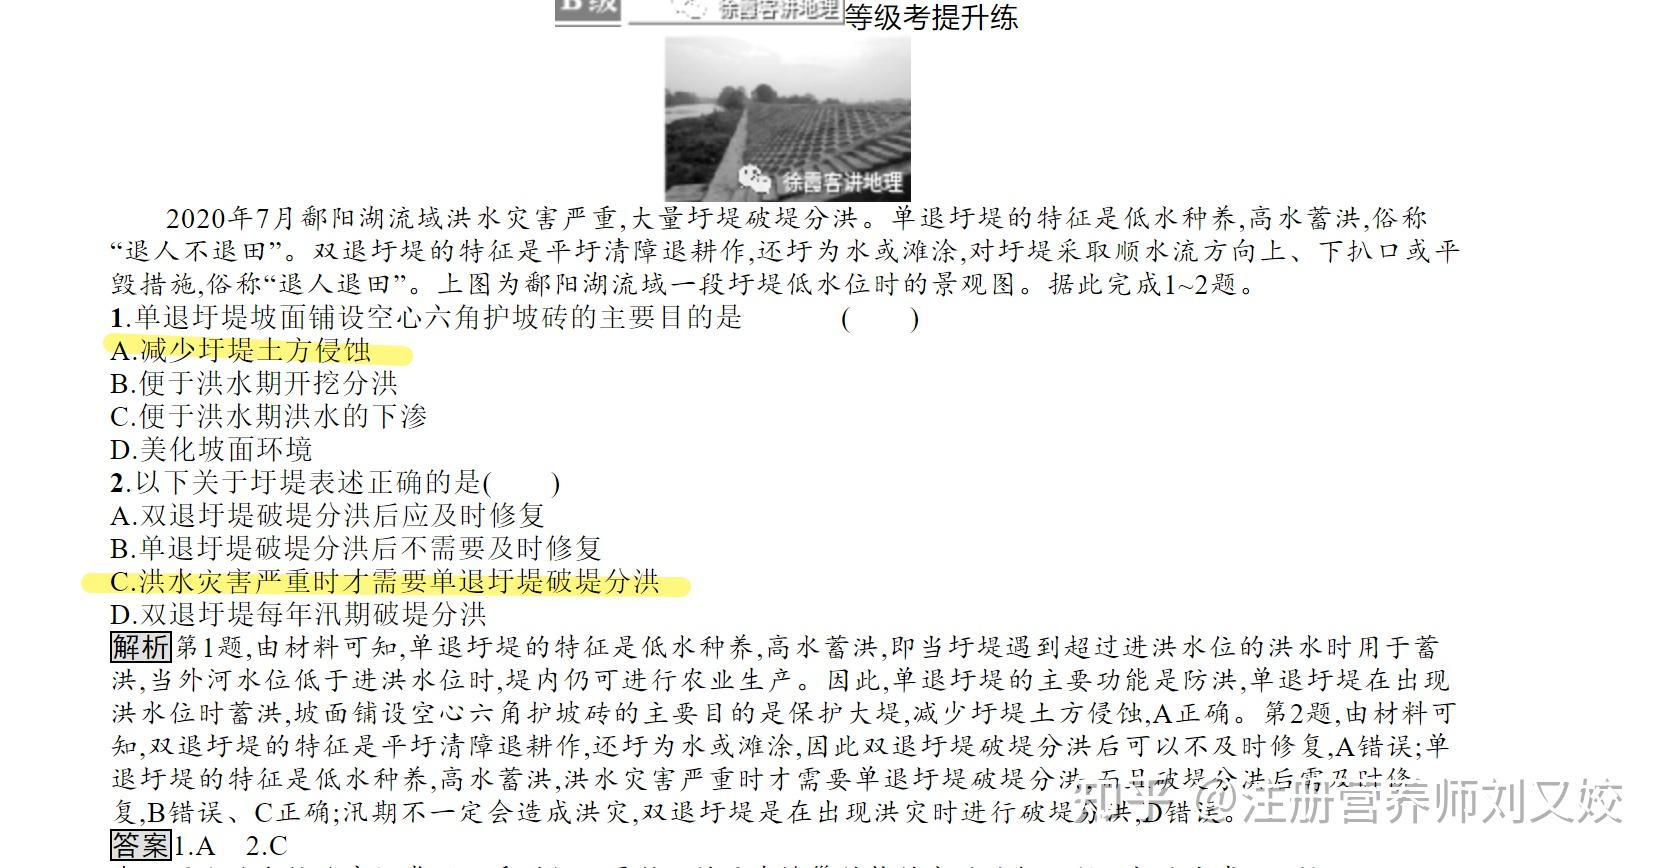 B级 徐霞客讲地理 等级考提升练
徐霞客讲地理
2020年7月鄱阳湖流域洪水灾害严重,大量圩堤破堤分洪。单退圩堤的特征是低水种养,高水蓄洪,俗称
“退人不退田”。双退圩堤的特征是平圩清障退耕作,还圩为水或滩涂,对圩堤采取顺水流方向上、下扒口或平
毁措施,俗称“退人退田”。上图为鄱阳湖流域一段圩堤低水位时的景观图。据此完成1~2题。
1.单退圩堤坡面铺设空心六角护坡砖的主要目的是 ( )
A.减少圩堤土方侵蚀
B.便于洪水期开挖分洪
C.便于洪水期洪水的下渗
D.美化坡面环境
2.以下关于圩堤表述正确的是( )
A.双退圩堤破堤分洪后应及时修复
B.单退圩堤破堤分洪后不需要及时修复
C.洪水灾害严重时才需要单退圩堤破堤分洪
D.双退圩堤每年汛期破堤分洪
解析第1题,由材料可知,单退圩堤的特征是低水种养,高水蓄洪,即当圩堤遇到超过进洪水位的洪水时用于蓄
洪,当外河水位低于进洪水位时,堤内仍可进行农业生产。因此,单退圩堤的主要功能是防洪,单退圩堤在出现
洪水位时蓄洪,坡面铺设空心六角护坡砖的主要目的是保护大堤,减少圩堤土方侵蚀,A正确。第2题,由材料可
知,双退圩堤的特征是平圩清障退耕作,还圩为水或滩涂,因此双退圩堤破堤分洪后可以不及时修复,A错误;单
退圩堤的特征是低水种养,高水蓄洪,洪水灾害严重时才需要单退圩堤破堤分洪,而且破堤分洪后需及时修
复,B错误、C正确;汛期不一定会造成洪灾,双退圩堤是在出现洪灾时进行破堤分洪,D错误。
知乎 @注册营养师刘又姣
答案1.A 2.C